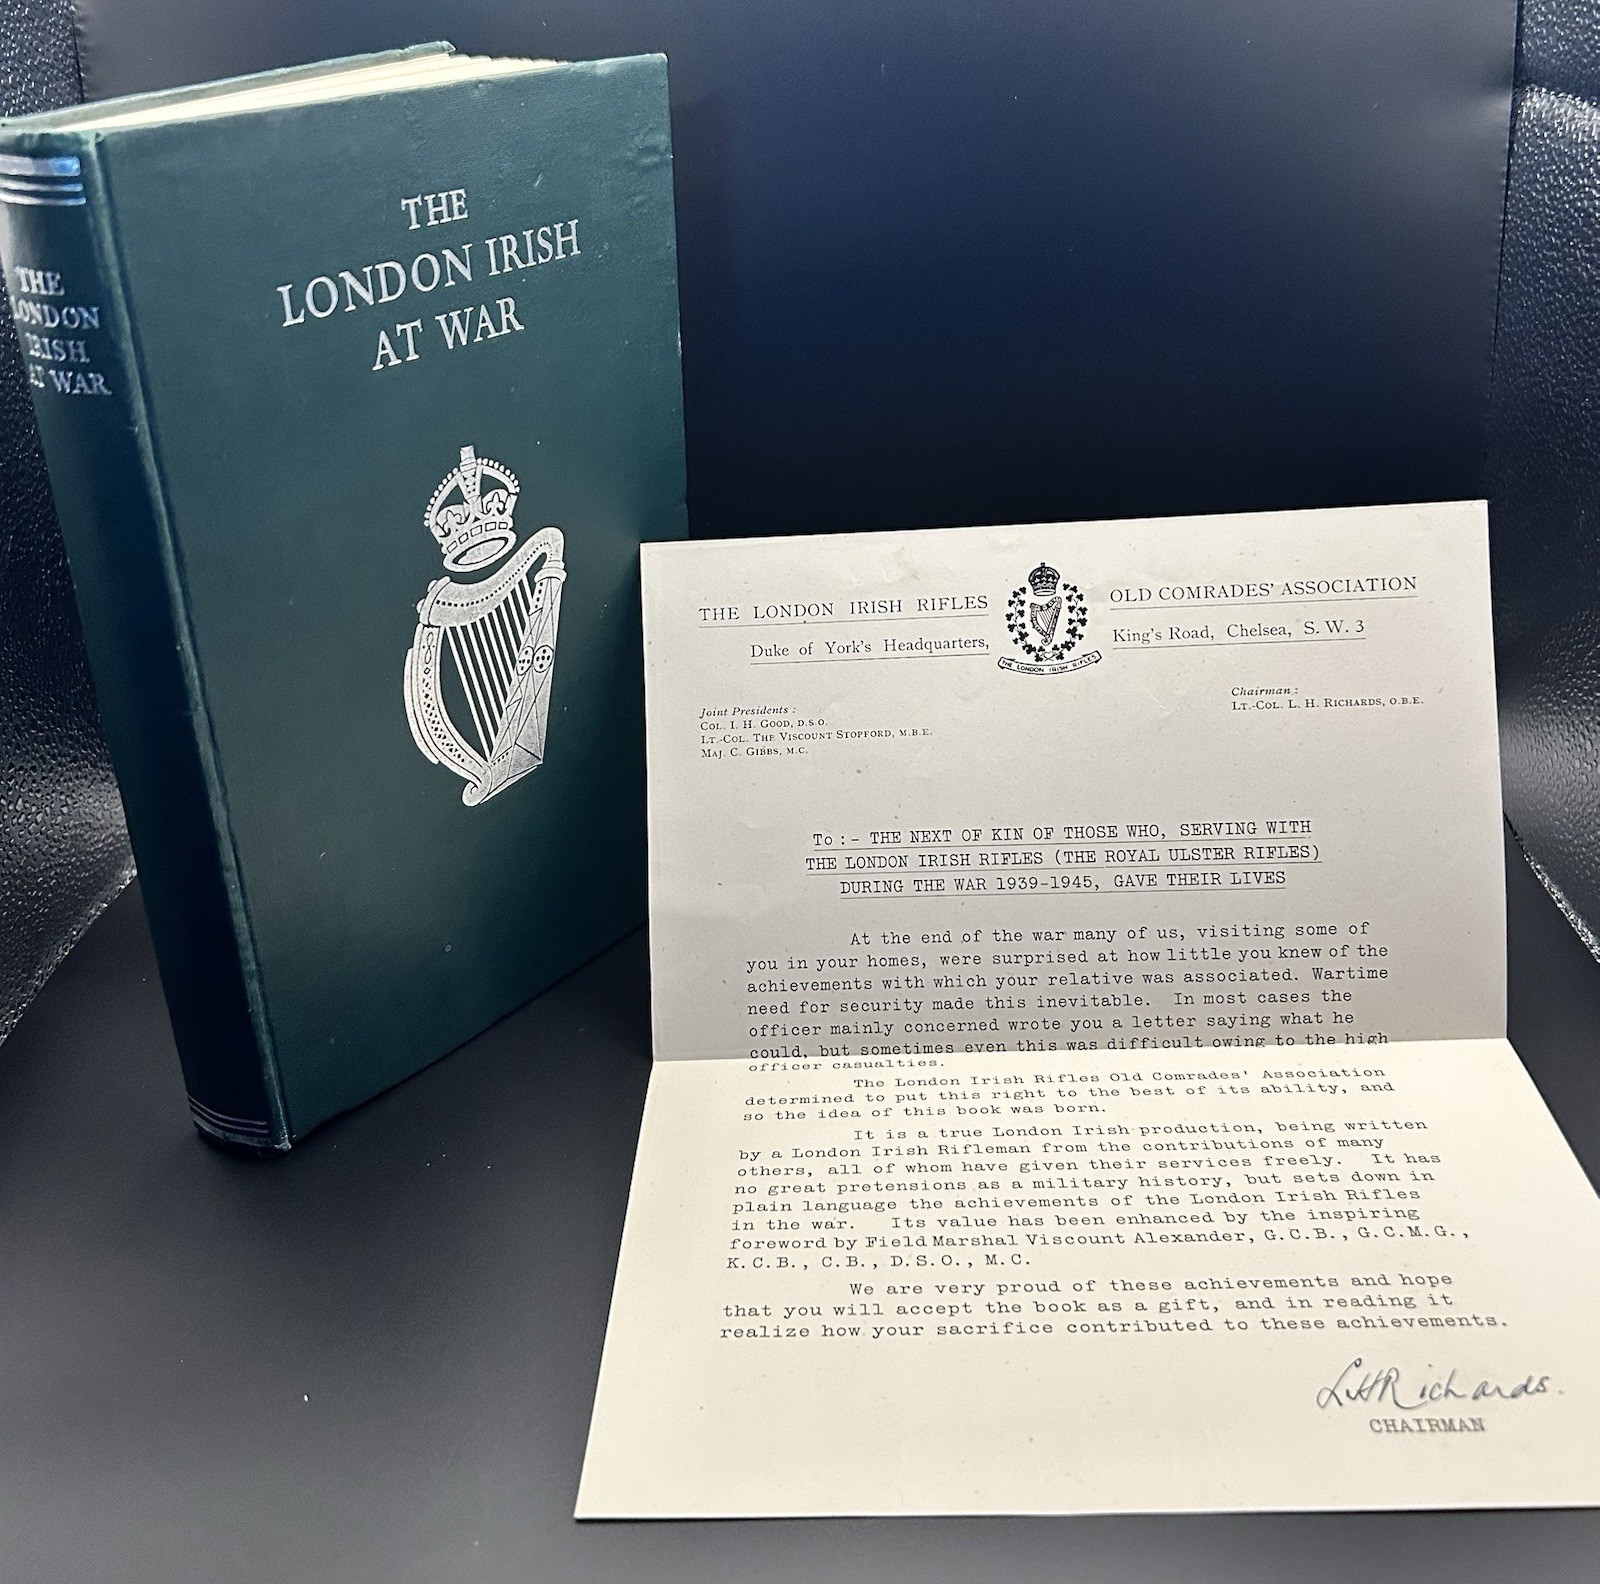 THE
LONDON IRISH
AT WAR
THE
LONDON
IRISH
AT WAR
THE LONDON IRISH RIFLES OLD COMRADES' ASSOCIATION
Duke of York's Headquarters, King's Road, Chelsea, S. W. 3
THE LONDON IRISH RIFLES
Joint Presidents :
COL. I. H. GOOD, D.S.O.
LT.-COL. THE VISCOUNT STOPFORD, M.B.E.
MAJ. C. GIBBS, M.C.
Chairman :
LT.-COL. L. H. RICHARDS, O.B.E.
To :- THE NEXT OF KIN OF THOSE WHO, SERVING WITH
THE LONDON IRISH RIFLES (THE ROYAL ULSTER RIFLES)
DURING THE WAR 1939-1945, GAVE THEIR LIVES
At the end of the war many of us, visiting some of
you in your homes, were surprised at how little you knew of the
achievements with which your relative was associated. Wartime
need for security made this inevitable. In most cases the
officer mainly concerned wrote you a letter saying what he
could, but sometimes even this was difficult owing to the high
officer casualties.
The London Irish Rifles Old Comrades' Association
determined to put this right to the best of its ability, and
so the idea of this book was born.
It is a true London Irish production, being written
by a London Irish Rifleman from the contributions of many
others, all of whom have given their services freely. It has
no great pretensions as a military history, but sets down in
plain language the achievements of the London Irish Rifles
in the war. Its value has been enhanced by the inspiring
foreword by Field Marshal Viscount Alexander, G.C.B., G.C.M.G.,
K.C.B., C.B., D.S.O., M.C.
We are very proud of these achievements and hope
that you will accept the book as a gift, and in reading it
realize how your sacrifice contributed to these achievements.
LHRichards.
CHAIRMAN